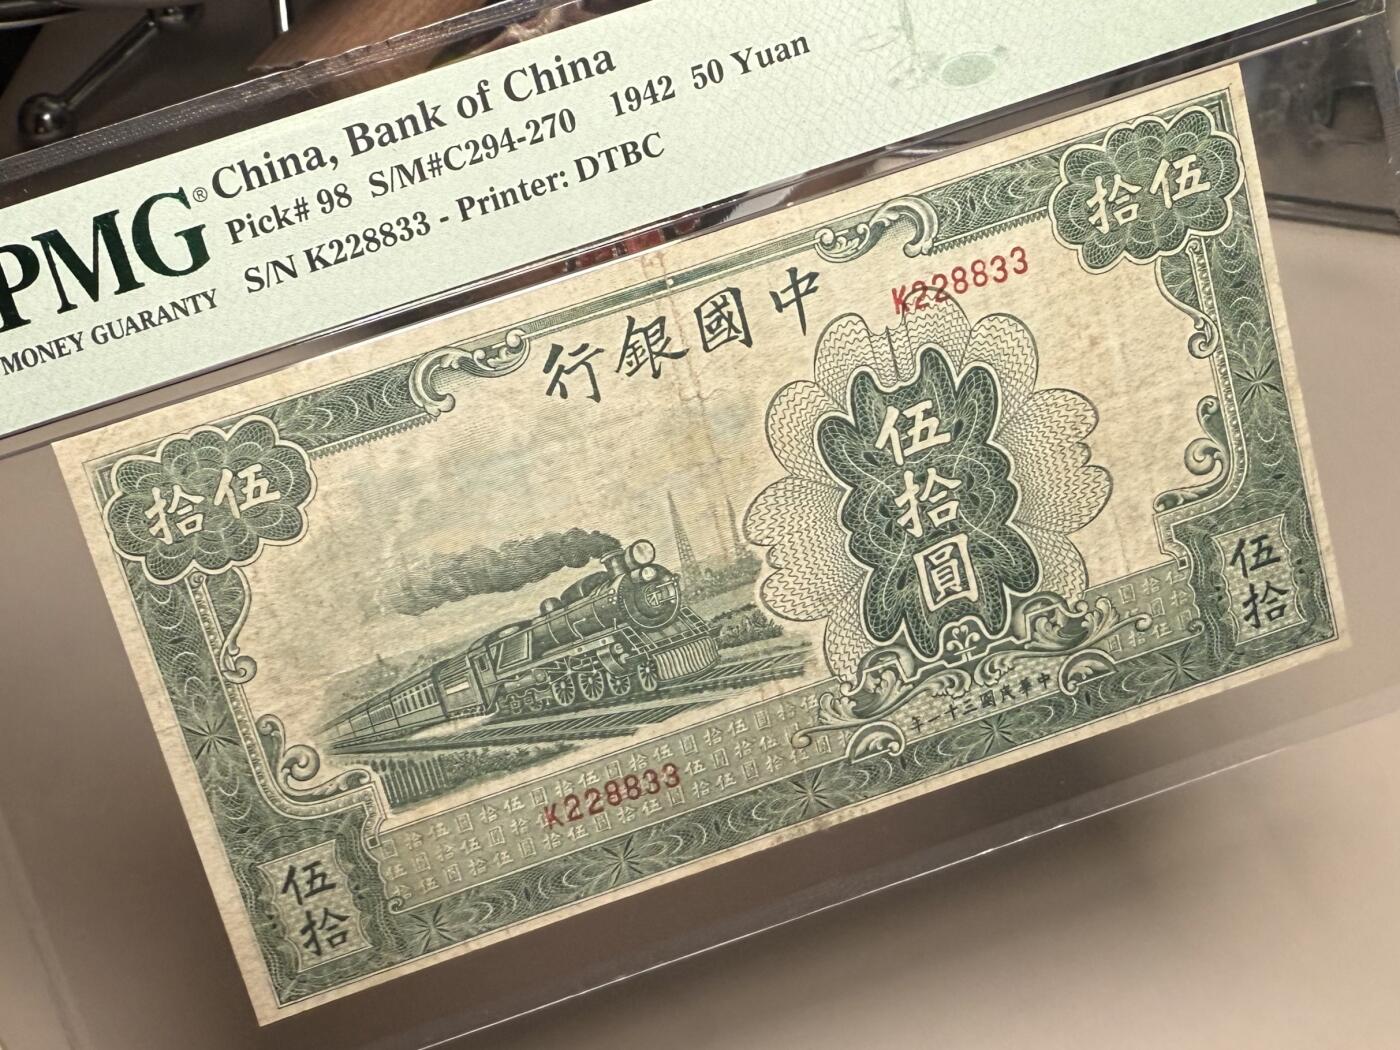 PMG® China, Bank of China
Pick# 98 S/M#C294-270 1942 50 Yuan
S/N K228833 - Printer: DTBC
MONEY GUARANTY
伍拾
K228833
中國銀行
伍拾
伍拾圓
伍拾
中華民國三十一年
K228833
伍拾